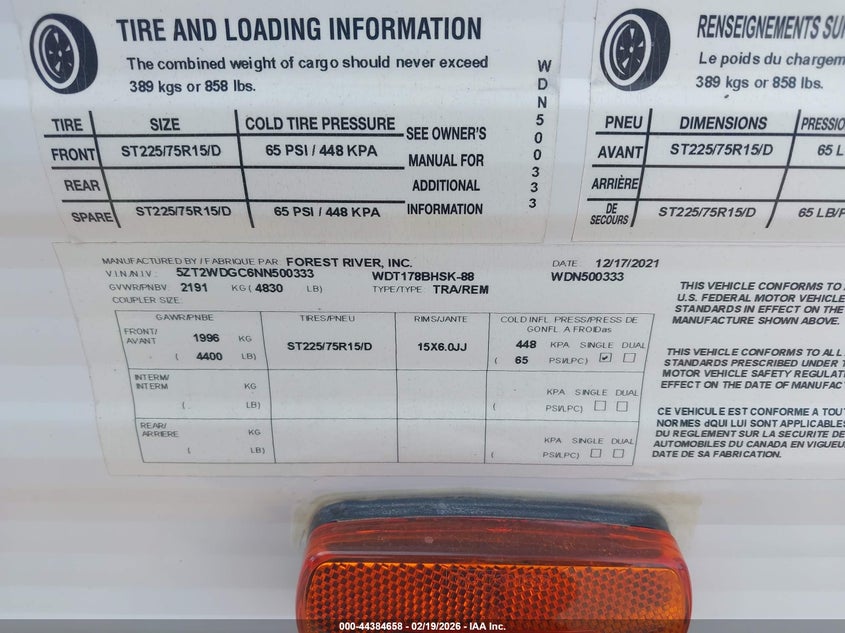 TIRE AND LOADING INFORMATION
The combined weight of cargo should never exceed
389 kgs or 858 lbs.
TIRE SIZE COLD TIRE PRESSURE
FRONT ST225/75R15/D 65 PSI / 448 KPA
REAR
SPARE ST225/75R15/D 65 PSI / 448 KPA
SEE OWNER'S
MANUAL FOR
ADDITIONAL
INFORMATION
WDN500333
RENSEIGNEMENTS SU
Le poids du chargem
389 kgs or 858 lbs.
PNEU DIMENSIONS PRESSIO
AVANT ST225/75R15/D 65 L
ARRIÈRE
DE SECOURS ST225/75R15/D 65 LB/P
MANUFACTURED BY / FABRIQUE PAR: FOREST RIVER, INC. DATE: 12/17/2021
V.I.N./N.I.V.: 5ZT2WDGC6NN500333 WDT178BHSK-88 WDN500333
GVWR/PNBV: 2191 KG ( 4830 LB) TYPE/TYPE: TRA/REM
COUPLER SIZE:
GAWR/PNBE TIRES/PNEU RIMS/JANTE COLD INFL. PRESS/PRESS DE
GONFL A FROIDas
FRONT/
AVANT 1996 KG ST225/75R15/D 15X6.0JJ 448 KPA SINGLE DUAL
( 4400 LB) ( 65 PSI/LPC)
INTERM/
INTERM KG KPA SINGLE DUAL
( LB) ( PSI/LPC)
REAR/
ARRIERE KG KPA SINGLE DUAL
( LB) ( PSI/LPC)
THIS VEHICLE CONFORMS TO A
U.S. FEDERAL MOTOR VEHICLE
STANDARDS IN EFFECT ON THE
MANUFACTURE SHOWN ABOVE.
THIS VEHICLE CONFORMS TO ALL
STANDARDS PRESCRIBED UNDER T
MOTOR VEHICLE SAFETY REGULAT
EFFECT ON THE DATE OF MANUFAC
CE VEHICULE EST CONFORME A TOU
NORMES dQUI LUI SONT APPLICABLES
DU REGLEMENT SUR LA SECURITE DE
AUTOMOBILES DU CANADA EN VIGUEU
DATE DE SA FABRICATION.
000-44384658 - 02/19/2026 - IAA Inc.